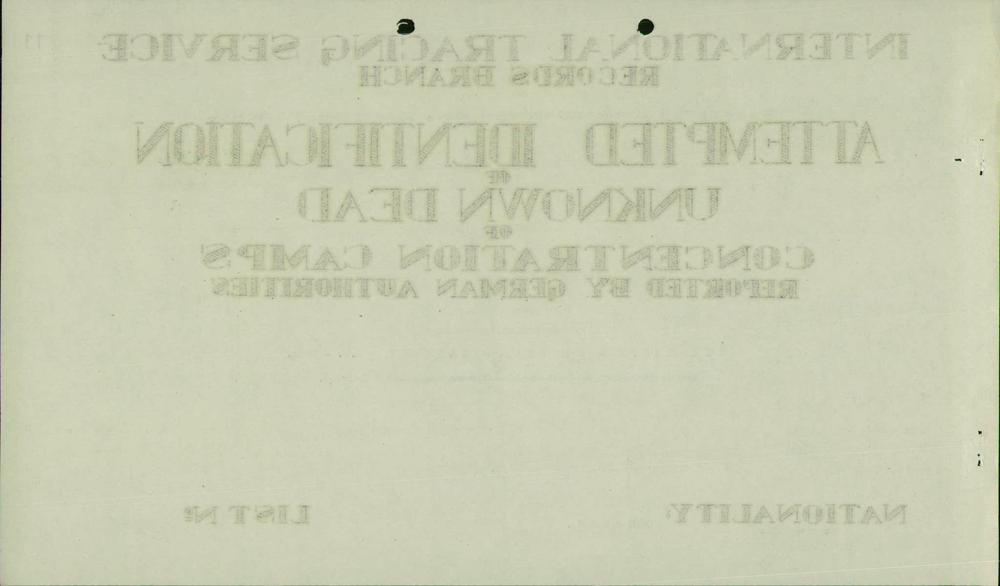 INTERNATIONAL TRACING SERVICE
RECORDS BRANCH
ATTEMPTED IDENTIFICATION
OF
UNKNOWN DEAD
OF
CONCENTRATION CAMPS
REPORTED BY GERMAN AUTHORITIES
NATIONALITY: LIST Nº